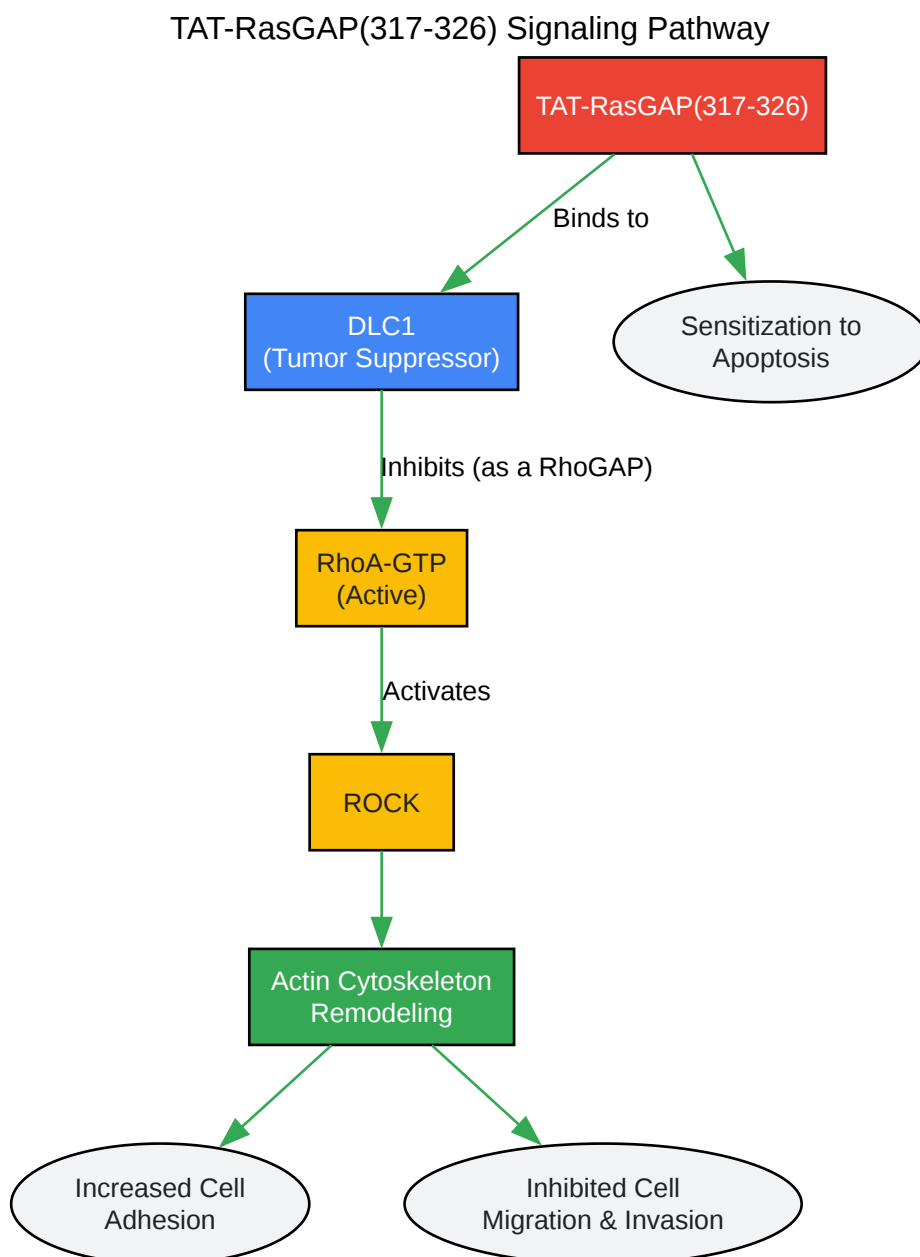 TAT-RasGAP(317-326) Signaling Pathway
TAT-RasGAP(317-326)
Binds to
DLC1
(Tumor Suppressor)
Sensitization to
Apoptosis
Inhibits (as a RhoGAP)
RhoA-GTP
(Active)
Activates
ROCK
Actin Cytoskeleton
Remodeling
Increased Cell
Adhesion
Inhibited Cell
Migration & Invasion